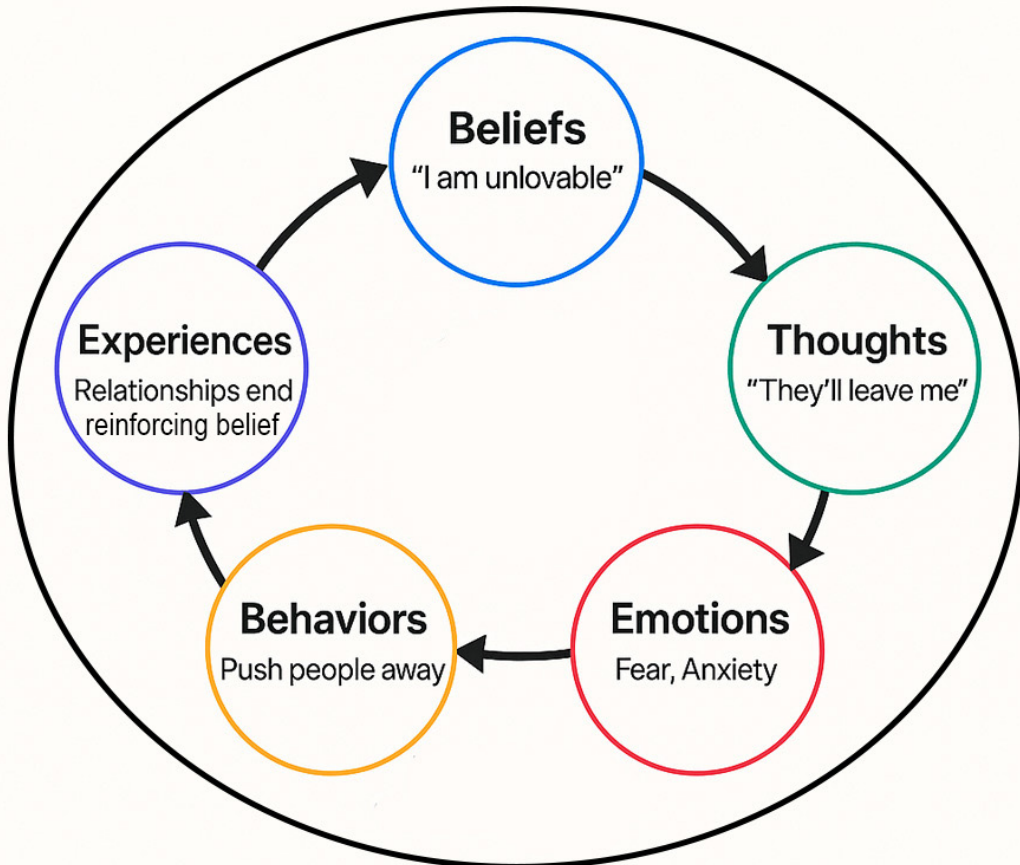 Beliefs
“I am unlovable”
Thoughts
“They’ll leave me”
Emotions
Fear, Anxiety
Behaviors
Push people away
Experiences
Relationships end
reinforcing belief